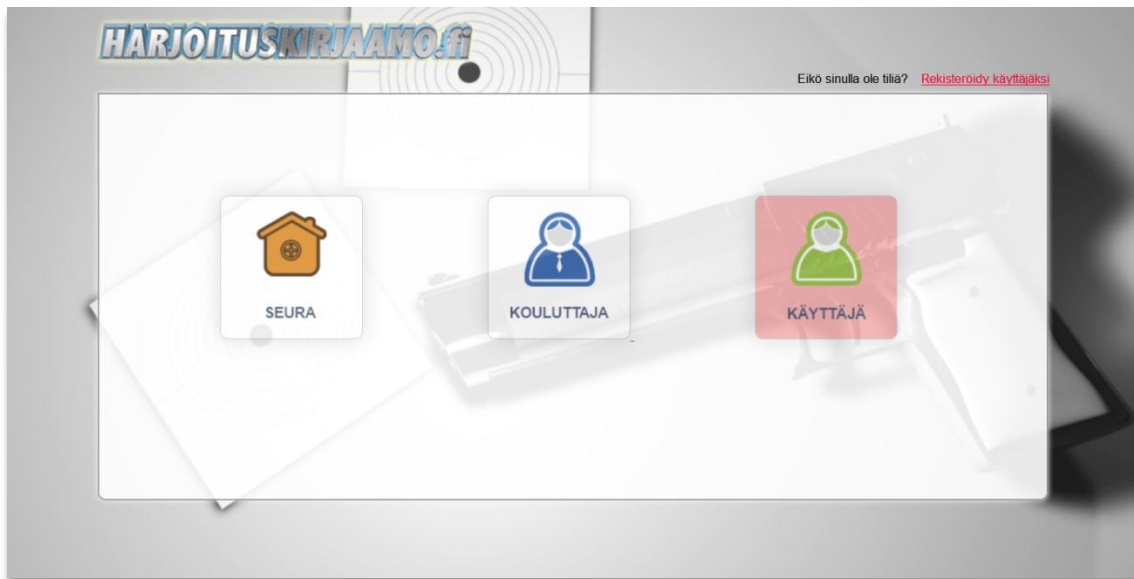 HARJOITUSKIRJAAMO.fi
Eikö sinulla ole tiliä? Rekisteröidy käyttäjäksi
SEURA
KOULUTTAJA
KÄYTTÄJÄ